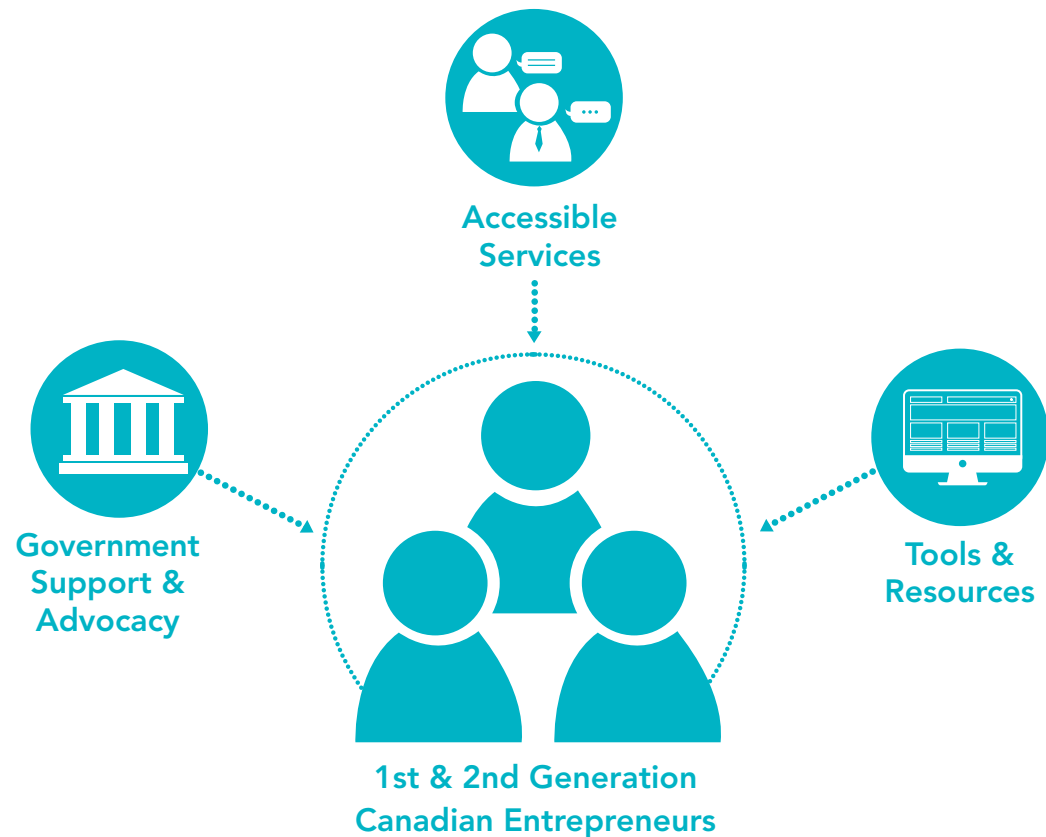 Accessible
Services
Government
Support &
Advocacy
Tools &
Resources
1st & 2nd Generation
Canadian Entrepreneurs